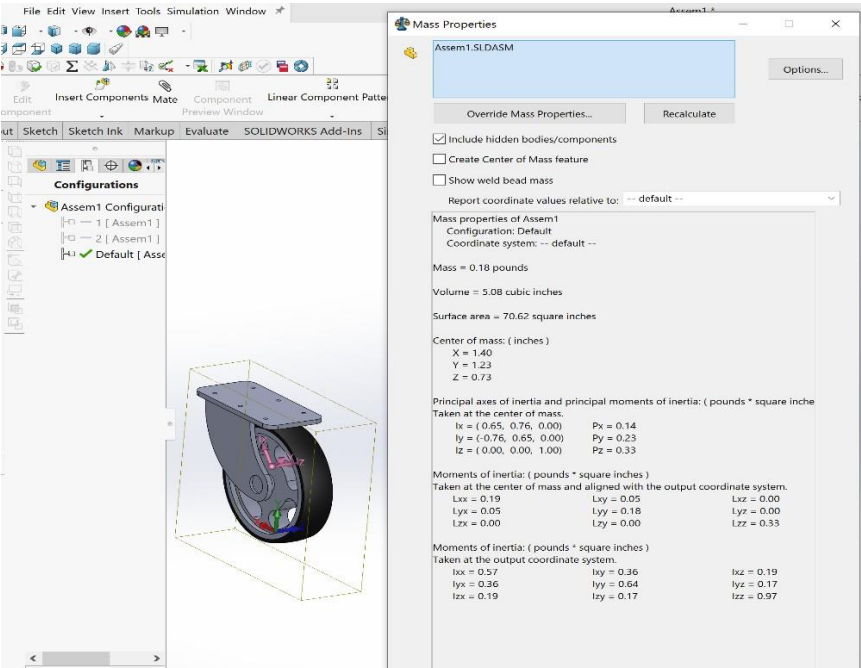 File Edit View Insert Tools Simulation Window
Assem1 *
Edit Insert Components Mate Component Preview Window Linear Component Patte
Sketch Sketch Ink Markup Evaluate SOLIDWORKS Add-Ins
Configurations
Assem1 Configurati
1 [ Assem1 ]
2 [ Assem1 ]
Default [ Asse
Mass Properties
Assem1.SLDASM
Options...
Override Mass Properties... Recalculate
Include hidden bodies/components
Create Center of Mass feature
Show weld bead mass
Report coordinate values relative to: -- default --
Mass properties of Assem1
Configuration: Default
Coordinate system: -- default --
Mass = 0.18 pounds
Volume = 5.08 cubic inches
Surface area = 70.62 square inches
Center of mass: ( inches )
X = 1.40
Y = 1.23
Z = 0.73
Principal axes of inertia and principal moments of inertia: ( pounds * square inche
Taken at the center of mass.
Ix = ( 0.65, 0.76, 0.00) Px = 0.14
Iy = (-0.76, 0.65, 0.00) Py = 0.23
Iz = ( 0.00, 0.00, 1.00) Pz = 0.33
Moments of inertia: ( pounds * square inches )
Taken at the center of mass and aligned with the output coordinate system.
Lxx = 0.19 Lxy = 0.05 Lxz = 0.00
Lyx = 0.05 Lyy = 0.18 Lyz = 0.00
Lzx = 0.00 Lzy = 0.00 Lzz = 0.33
Moments of inertia: ( pounds * square inches )
Taken at the output coordinate system.
Ixx = 0.57 Ixy = 0.36 Ixz = 0.19
Iyx = 0.36 Iyy = 0.64 Iyz = 0.17
Izx = 0.19 Izy = 0.17 Izz = 0.97